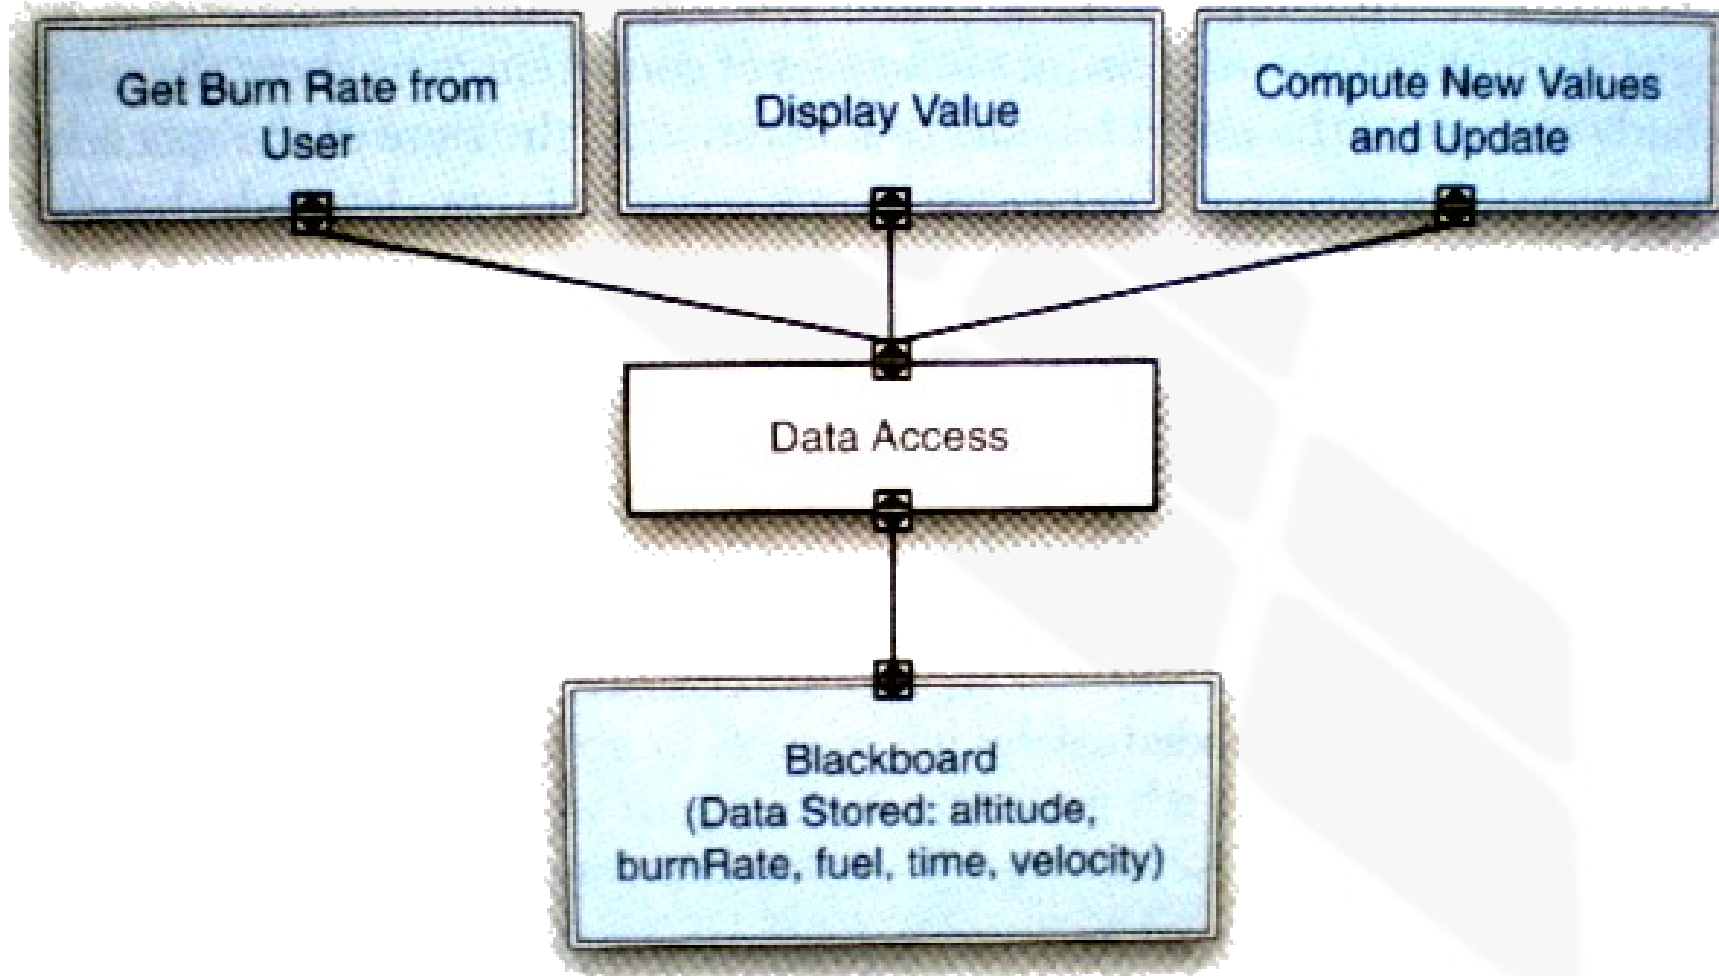 Get Burn Rate from
User
Display Value
Compute New Values
and Update
Data Access
Blackboard
(Data Stored: altitude,
burnRate, fuel, time, velocity)